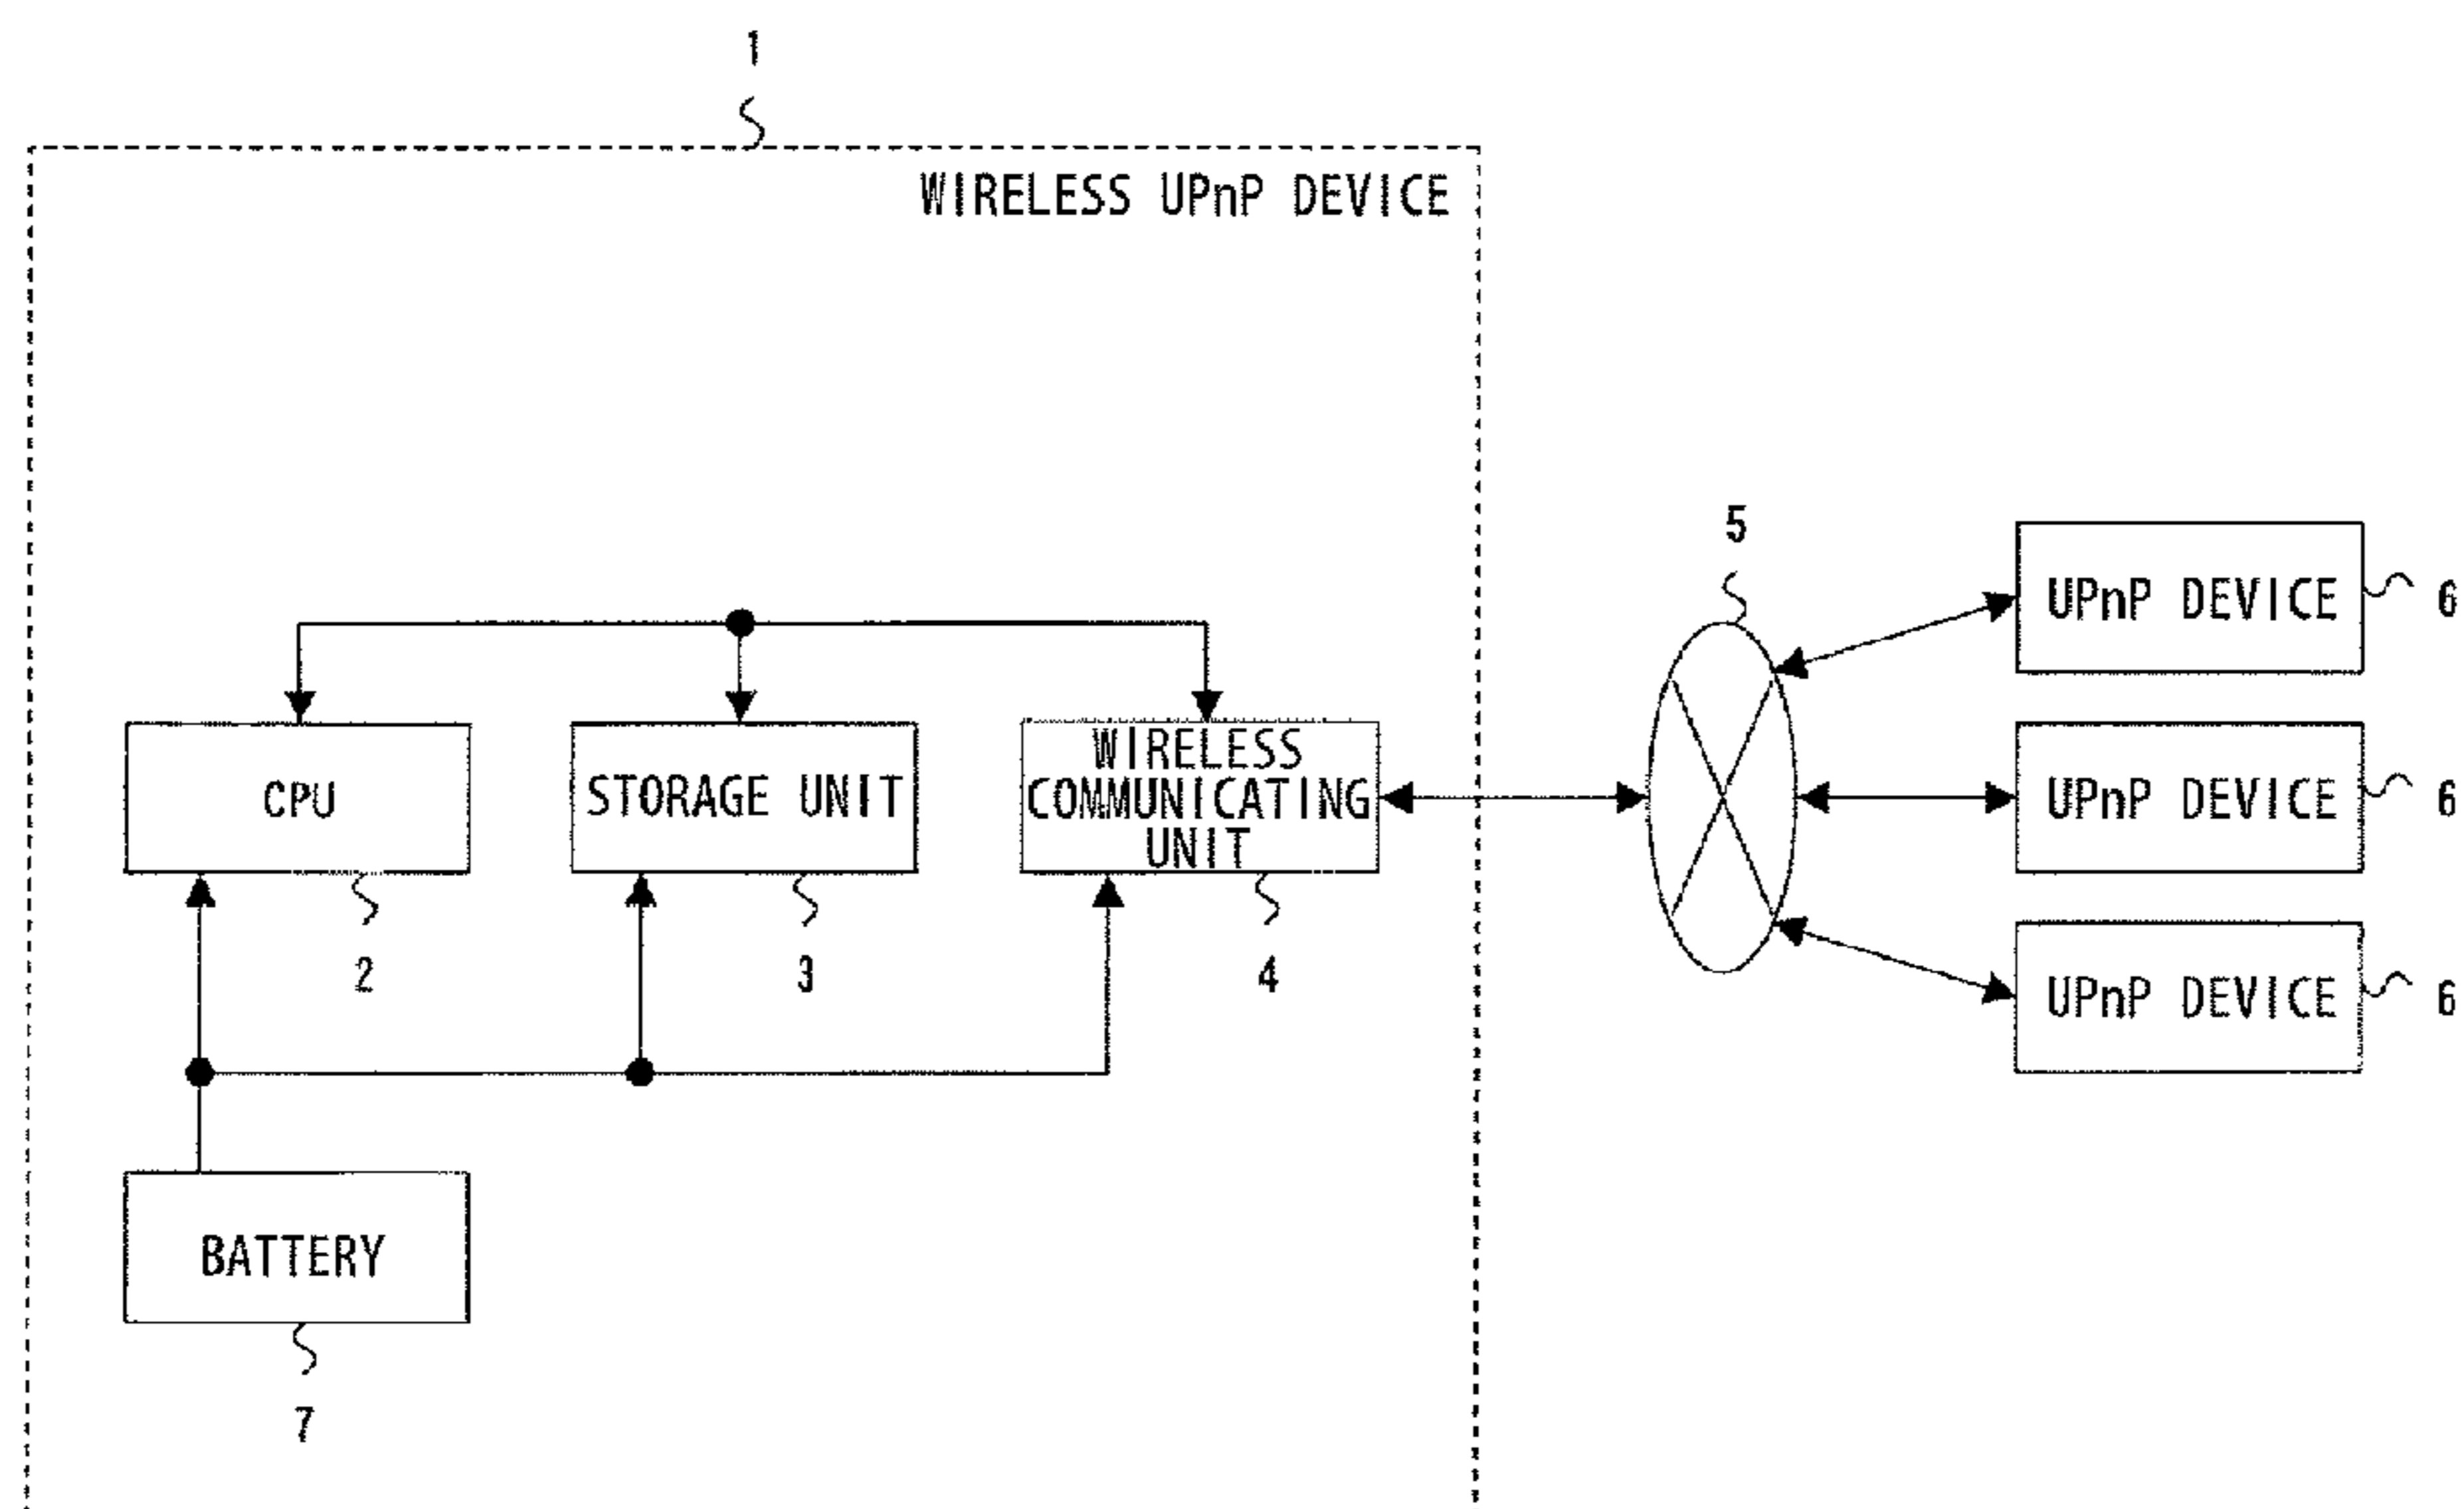 1
WIRELESS UPnP DEVICE
5
UPnP DEVICE
6
CPU
STORAGE UNIT
WIRELESS
COMMUNICATING
UNIT
UPnP DEVICE
6
2
3
4
UPnP DEVICE
6
BATTERY
7